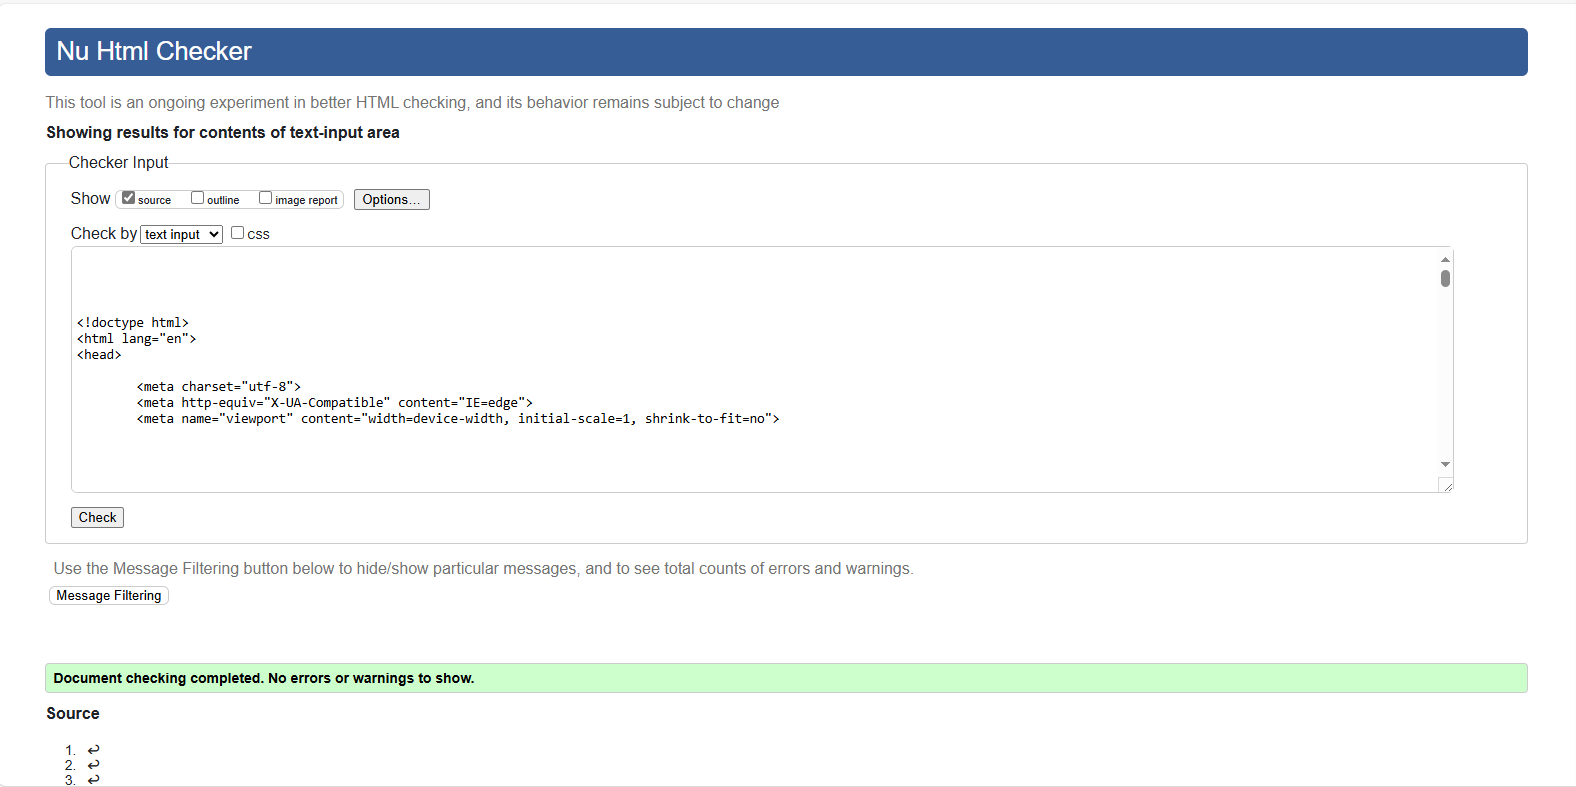 Nu Html Checker
This tool is an ongoing experiment in better HTML checking, and its behavior remains subject to change
Showing results for contents of text-input area
Checker Input
Show source outline image report Options...
Check by text input css
<!doctype html>
<html lang="en">
<head>
<meta charset="utf-8">
<meta http-equiv="X-UA-Compatible" content="IE=edge">
<meta name="viewport" content="width=device-width, initial-scale=1, shrink-to-fit=no">
Check
Use the Message Filtering button below to hide/show particular messages, and to see total counts of errors and warnings.
Message Filtering
Document checking completed. No errors or warnings to show.
Source
1. ↩
2. ↩
3. ↩